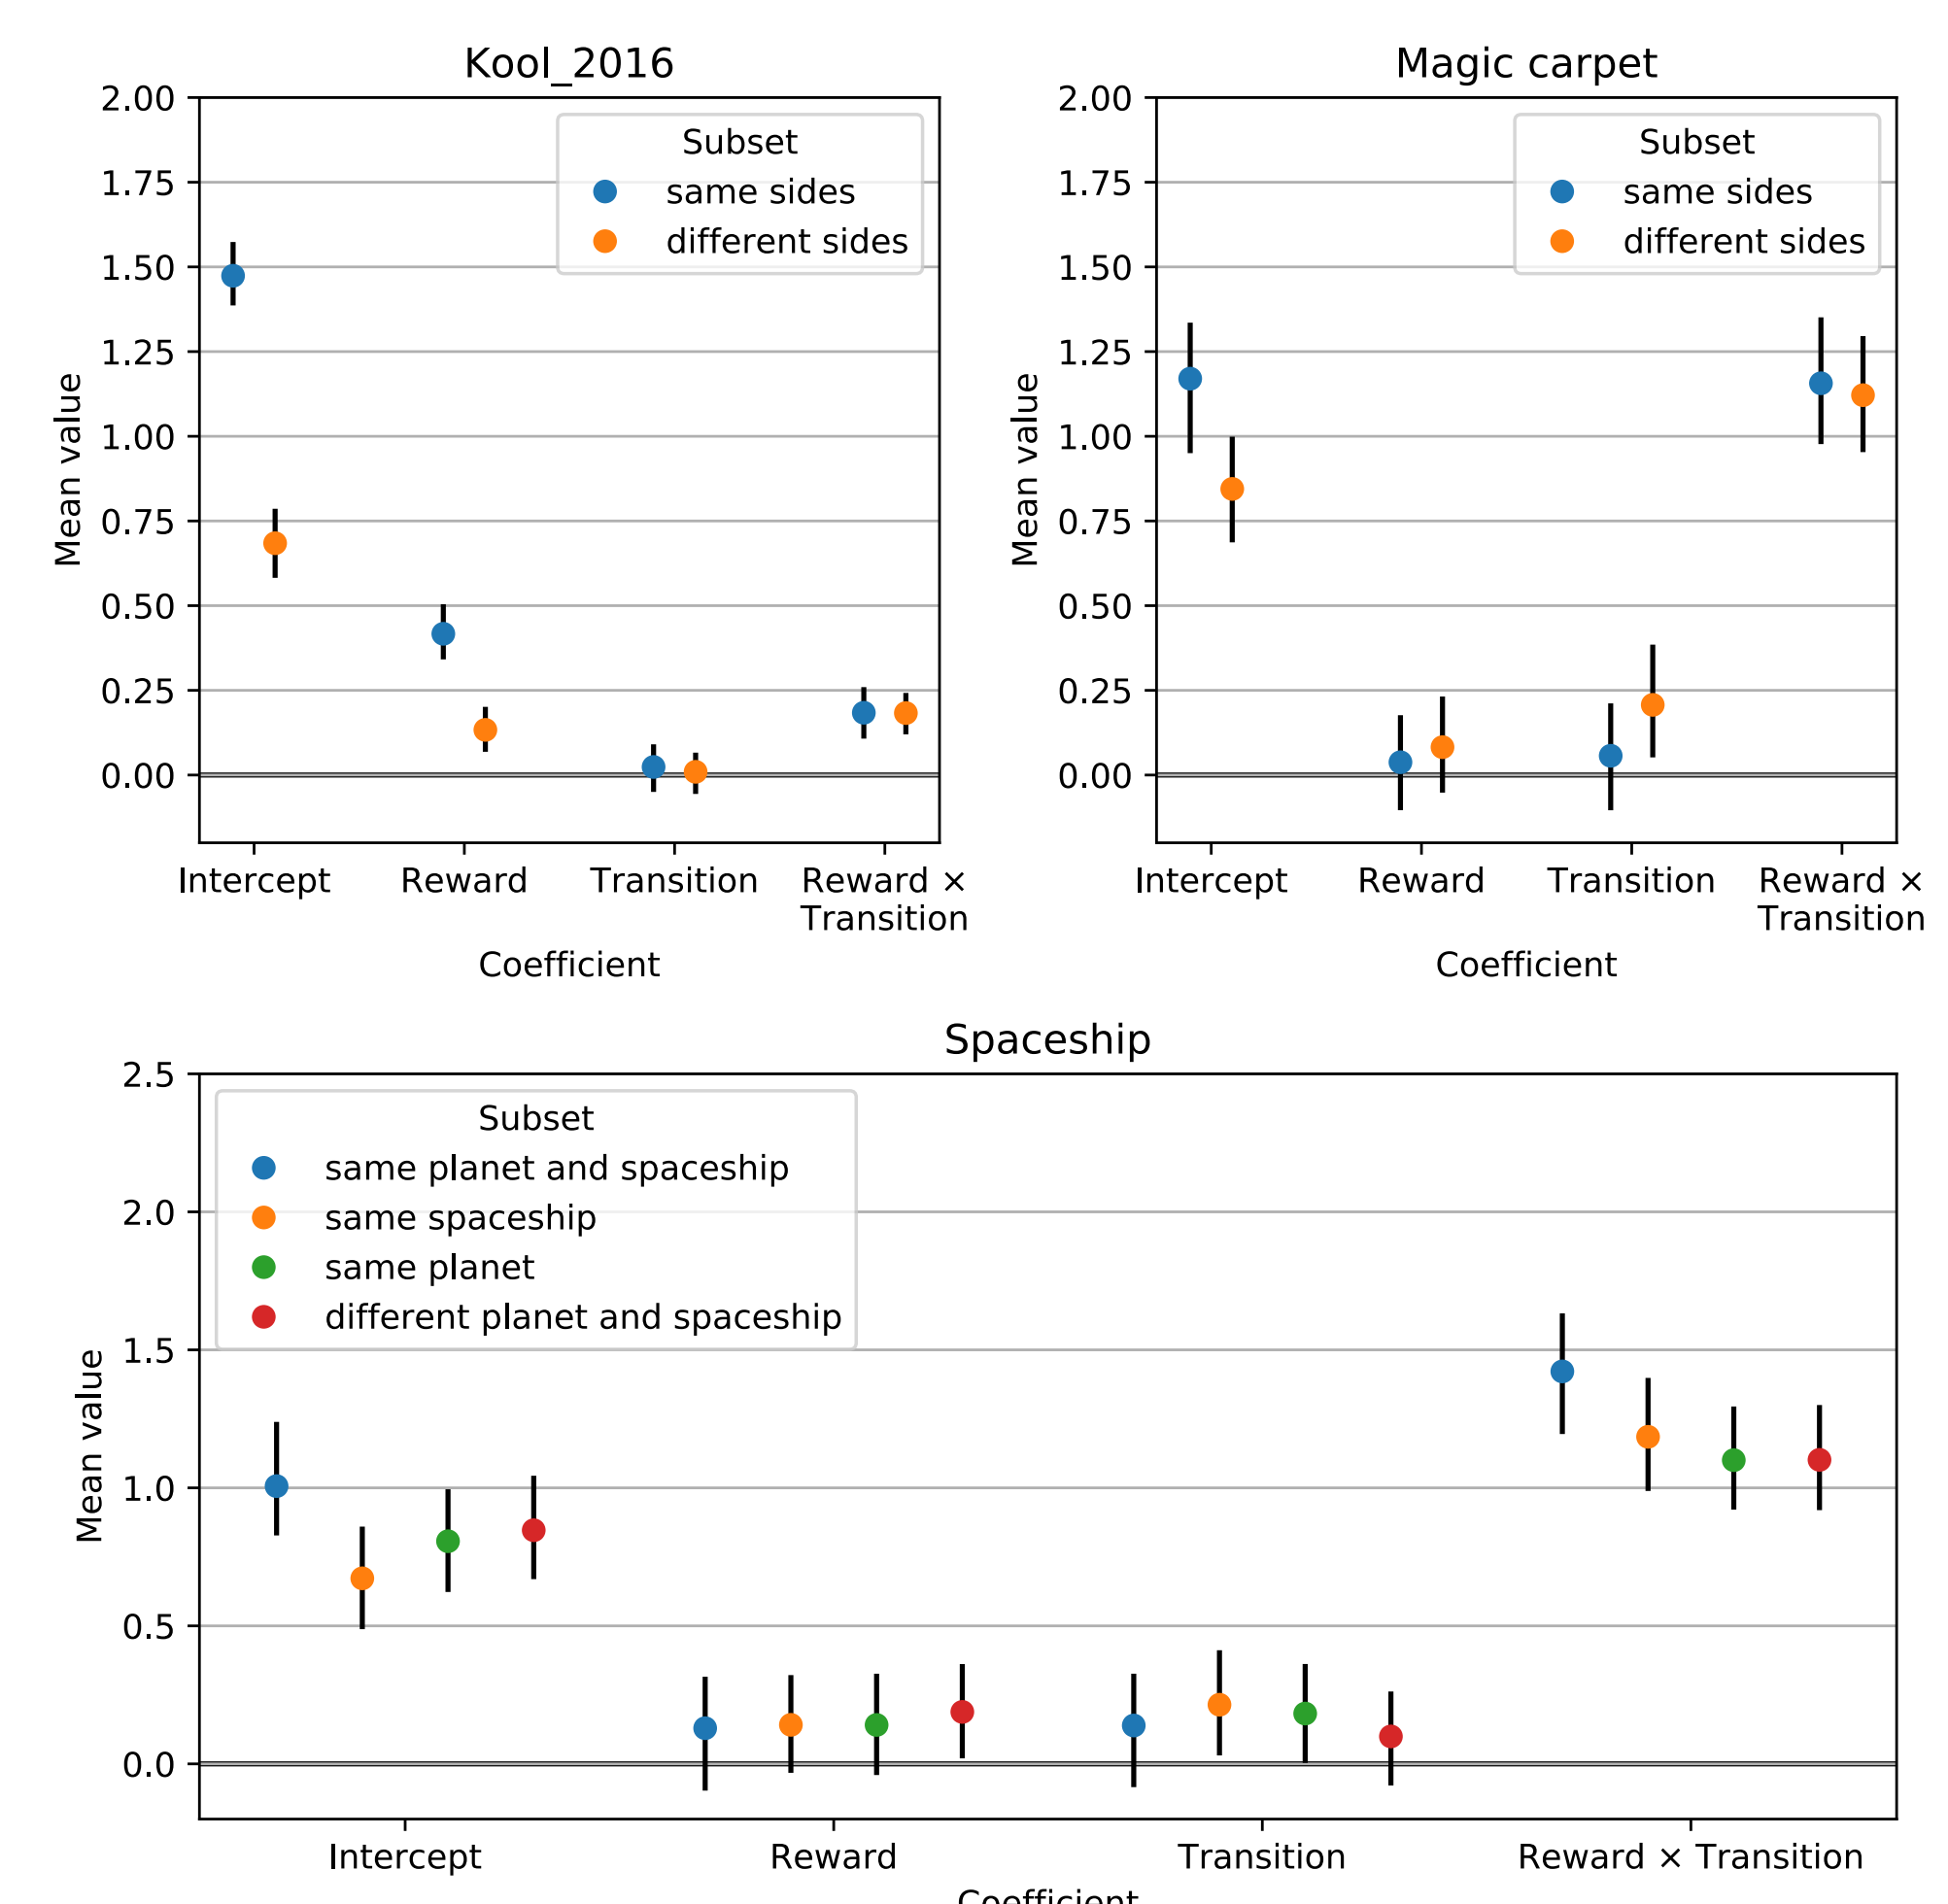 Kool_2016
2.00
1.75
1.50
1.25
1.00
0.75
0.50
0.25
0.00
Mean value
Subset
same sides
different sides
Intercept
Reward
Transition
Reward ×
Transition
Coefficient
Magic carpet
2.00
1.75
1.50
1.25
1.00
0.75
0.50
0.25
0.00
Mean value
Subset
same sides
different sides
Intercept
Reward
Transition
Reward ×
Transition
Coefficient
Spaceship
2.5
2.0
1.5
1.0
0.5
0.0
Mean value
Subset
same planet and spaceship
same spaceship
same planet
different planet and spaceship
Intercept
Reward
Transition
Reward × Transition
Coefficient